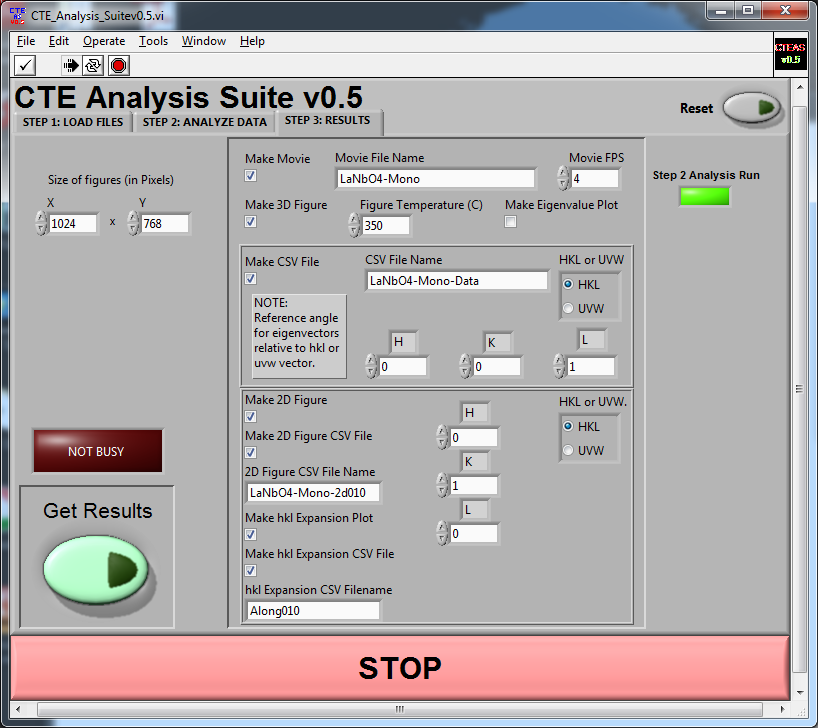 CTE_Analysis_Suitev0.5.vi
File Edit Operate Tools Window Help
CTEAS
v0.5
CTE Analysis Suite v0.5
Reset
STEP 1: LOAD FILES STEP 2: ANALYZE DATA STEP 3: RESULTS
Size of figures (in Pixels)
X Y
1024 x 768
NOT BUSY
Get Results
Make Movie Movie File Name Movie FPS
LaNbO4-Mono 4
Make 3D Figure Figure Temperature (C) Make Eigenvalue Plot
350
Make CSV File CSV File Name HKL or UVW
LaNbO4-Mono-Data HKL
UVW
NOTE:
Reference angle
for eigenvectors
relative to hkl or
uvw vector.
H K L
0 0 1
Make 2D Figure
Make 2D Figure CSV File
2D Figure CSV File Name
LaNbO4-Mono-2d010
Make hkl Expansion Plot
Make hkl Expansion CSV File
hkl Expansion CSV Filename
Along010
H
0
K
1
L
0
HKL or UVW.
HKL
UVW
Step 2 Analysis Run
STOP